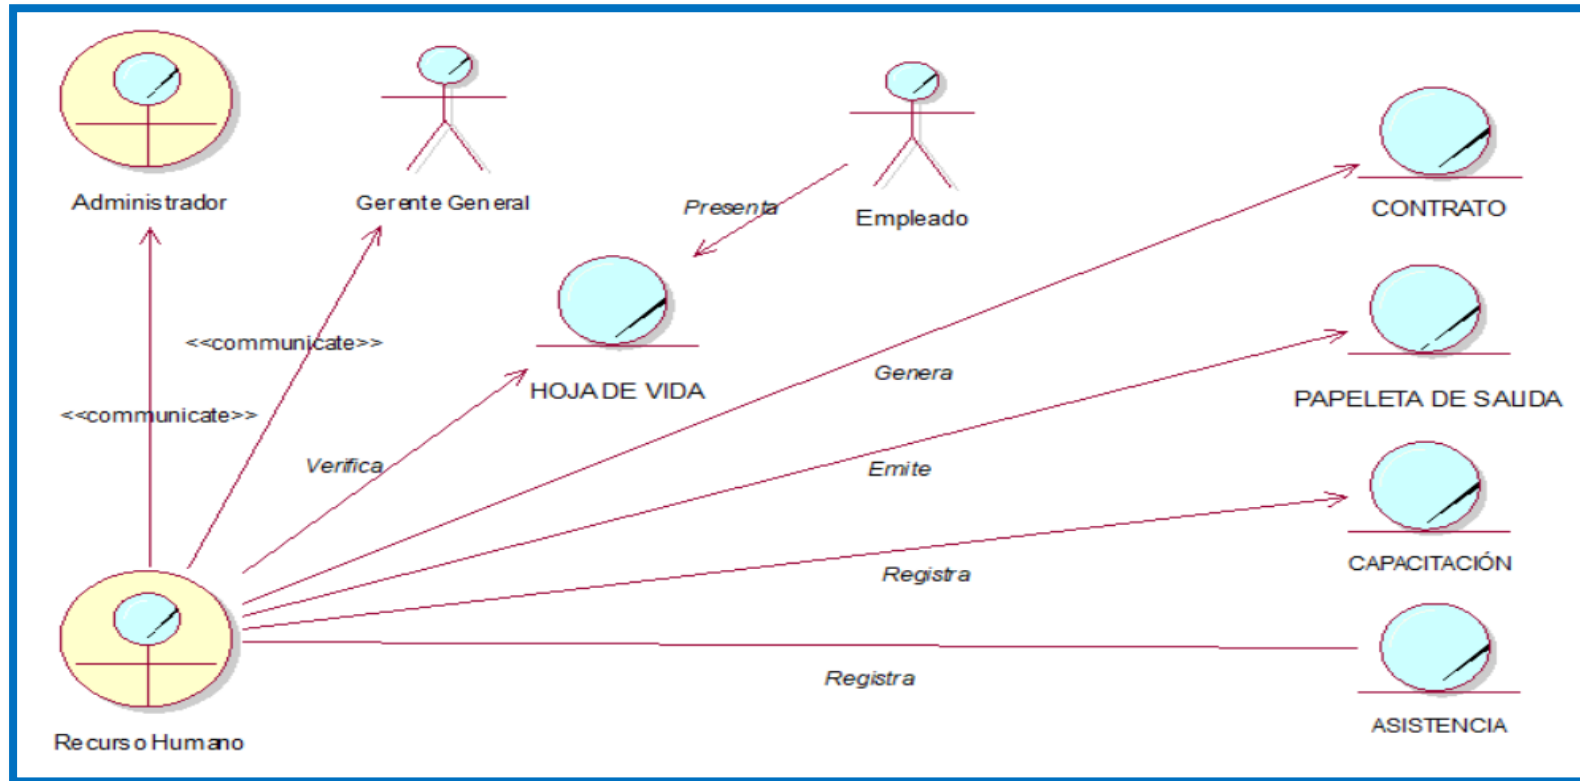 Administrador
Gerente General
Presenta
Empleado
CONTRATO
<<communicate>>
HOJA DE VIDA
Genera
PAPELETA DE SALIDA
<<communicate>>
Verifica
Emite
Registra
CAPACITACIÓN
Registra
ASISTENCIA
Recurso Humano